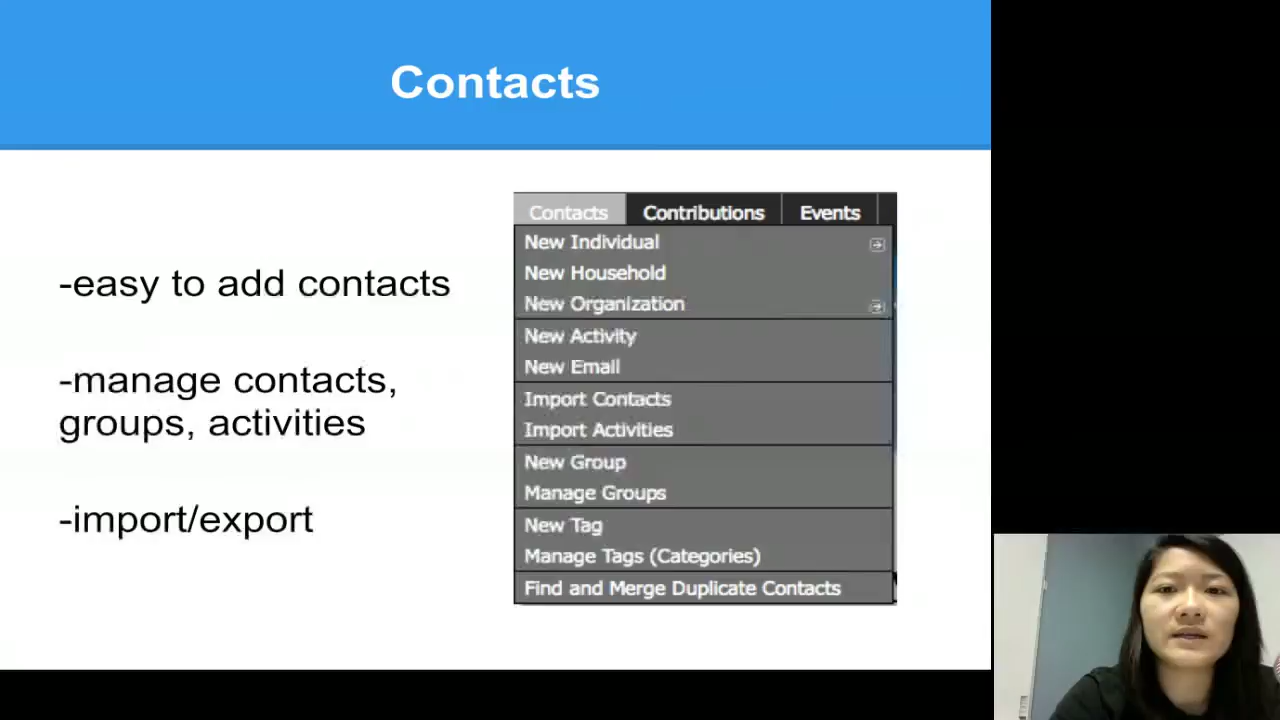 Contacts
-easy to add contacts
-manage contacts,
groups, activities
-import/export
Contacts Contributions Events
New Individual
New Household
New Organization
New Activity
New Email
Import Contacts
Import Activities
New Group
Manage Groups
New Tag
Manage Tags (Categories)
Find and Merge Duplicate Contacts